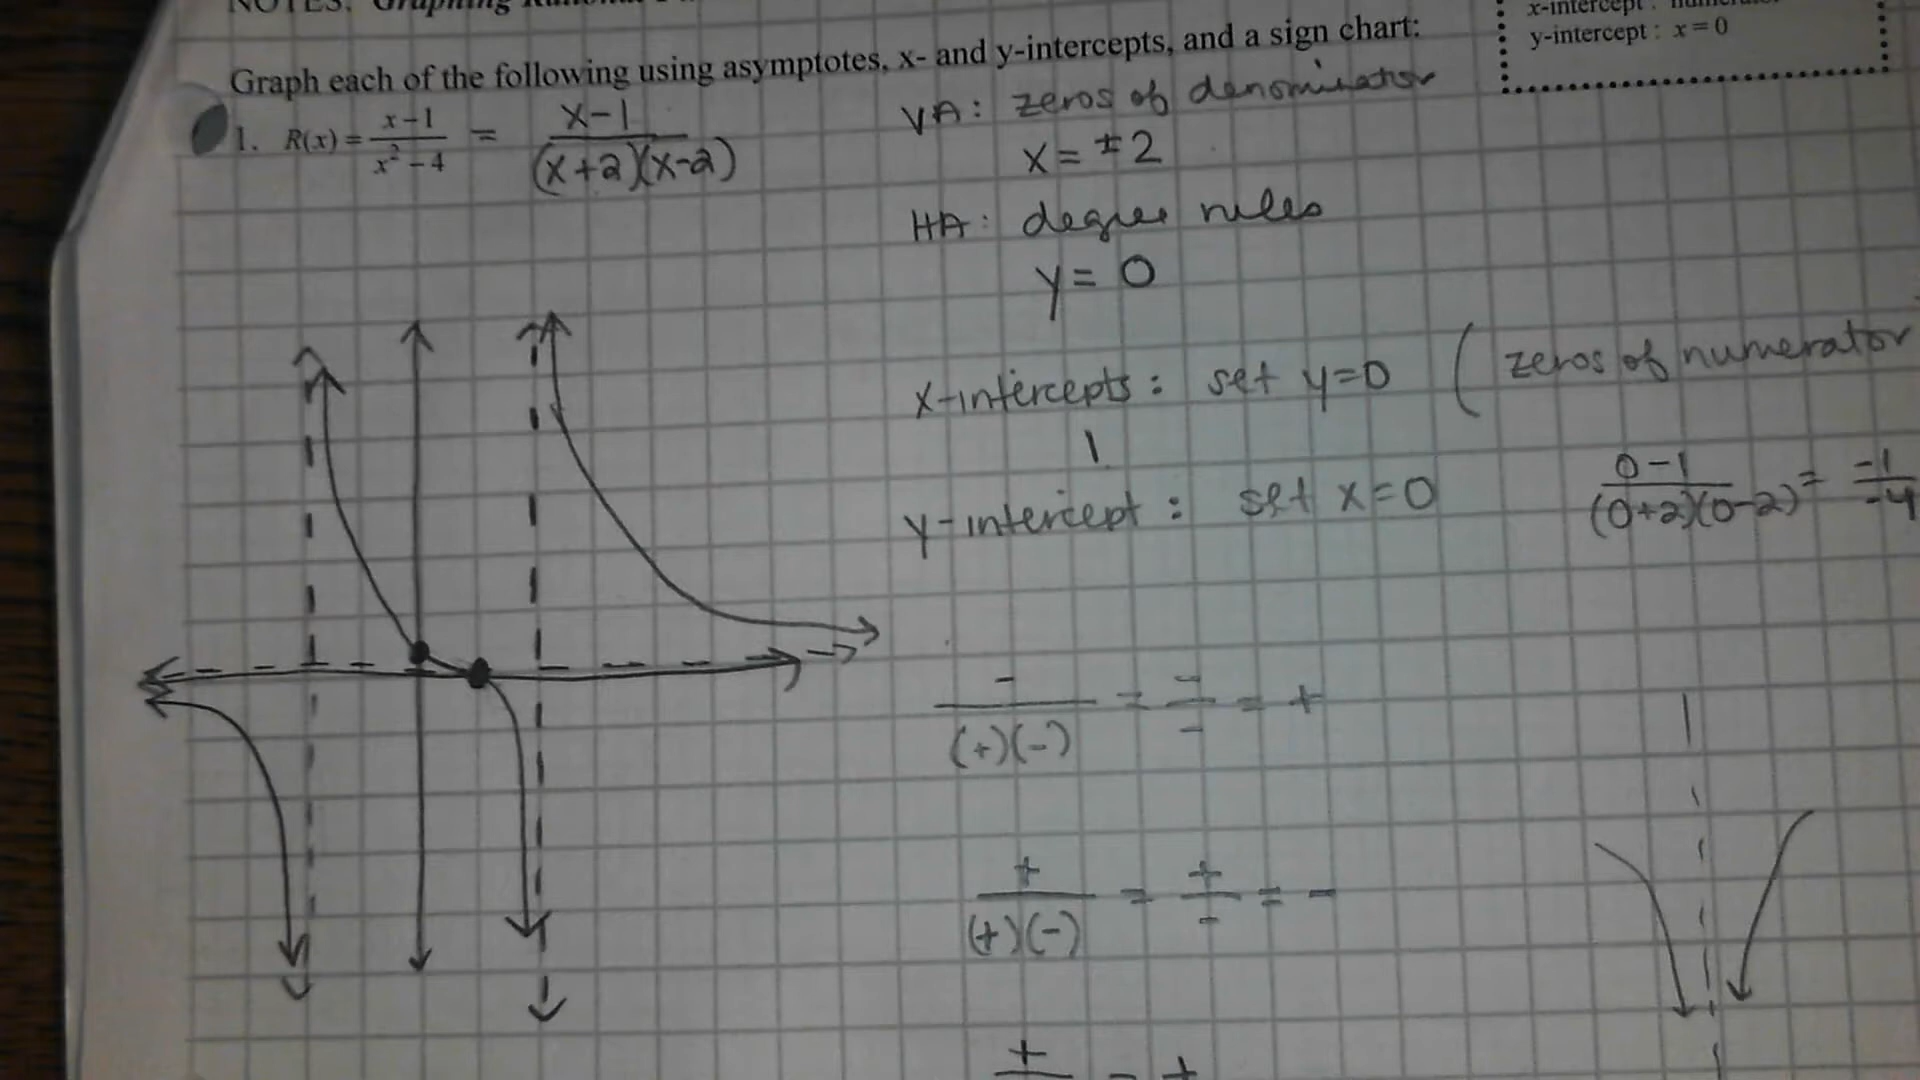 NOTES: Graphing
x-intercept :
y-intercept : x = 0
Graph each of the following using asymptotes, x- and y-intercepts, and a sign chart:
1. R(x) = (x-1)/(x²-4) = (x-1)/((x+2)(x-2))
VA: zeros of denominator
x = ±2
HA: degree rules
y = 0
x-intercepts: set y=0 (zeros of numerator
1
y-intercept: set x=0 (0-1)/((0+2)(0-2)) = -1/-4
-/((+)(-)) = -/- = +
+/((+)(-)) = +/- = -
+
= +